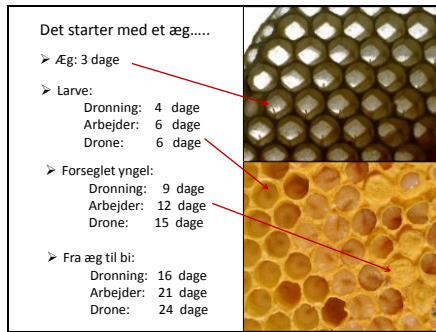 Det starter med et æg.....
➢ Æg: 3 dage
➢ Larve:
Dronning: 4 dage
Arbejder: 6 dage
Drone: 6 dage
➢ Forseglet yngel:
Dronning: 9 dage
Arbejder: 12 dage
Drone: 15 dage
➢ Fra æg til bi:
Dronning: 16 dage
Arbejder: 21 dage
Drone: 24 dage